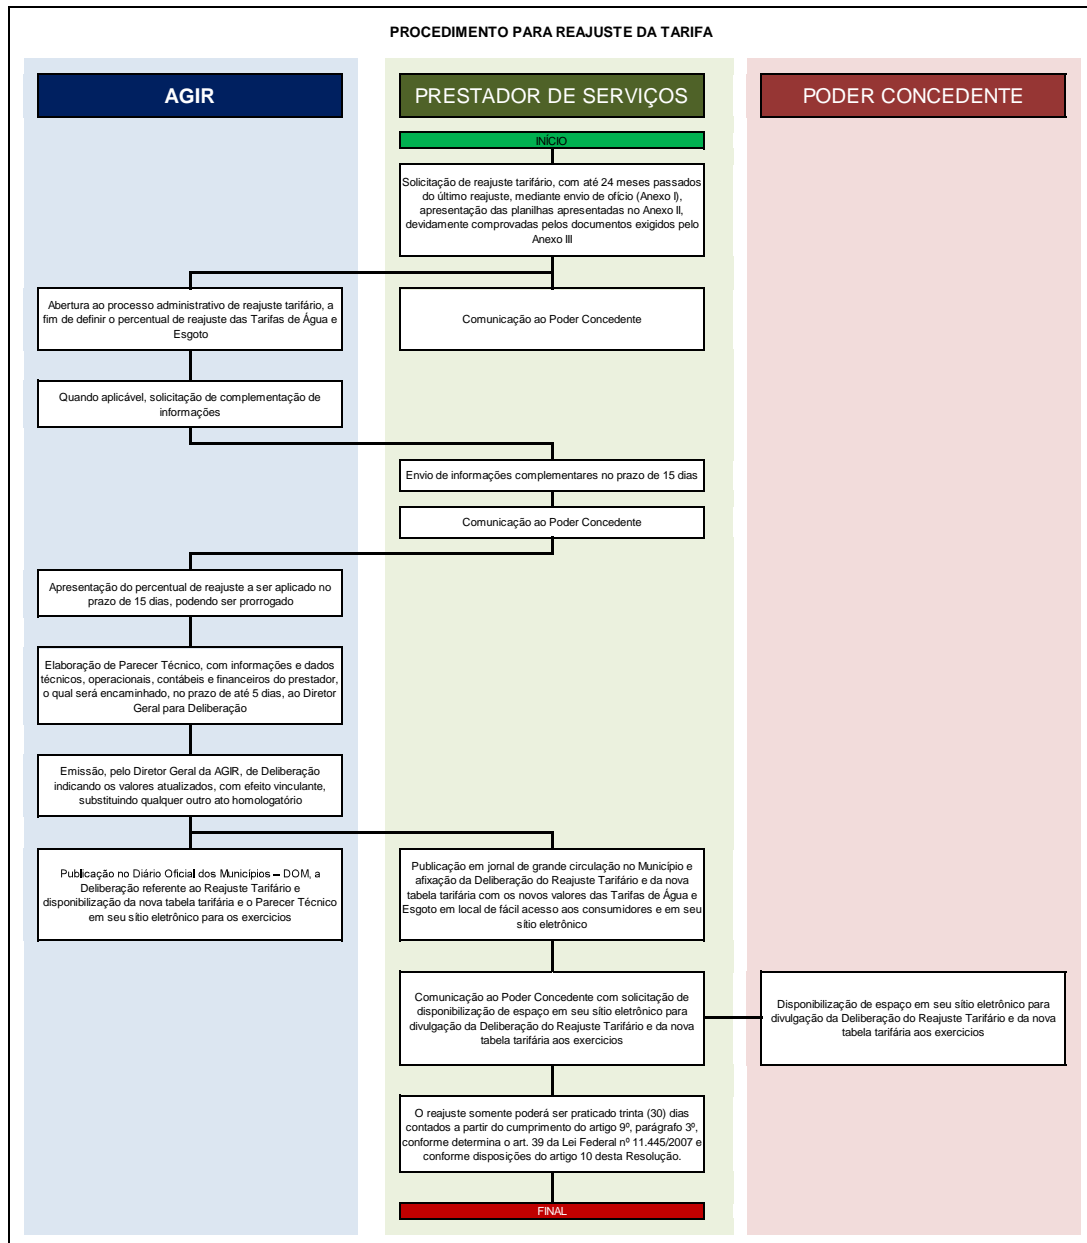 PROCEDIMENTO PARA REAJUSTE DA TARIFA
AGIR
PRESTADOR DE SERVIÇOS
PODER CONCEDENTE
INÍCIO
Solicitação de reajuste tarifário, com até 24 meses passados
do último reajuste, mediante envio de ofício (Anexo I),
apresentação das planilhas apresentadas no Anexo II,
devidamente comprovadas pelos documentos exigidos pelo
Anexo III
Abertura ao processo administrativo de reajuste tarifário, a
fim de definir o percentual de reajuste das Tarifas de Água e
Esgoto
Comunicação ao Poder Concedente
Quando aplicável, solicitação de complementação de
informações
Envio de informações complementares no prazo de 15 dias
Comunicação ao Poder Concedente
Apresentação do percentual de reajuste a ser aplicado no
prazo de 15 dias, podendo ser prorrogado
Elaboração de Parecer Técnico, com informações e dados
técnicos, operacionais, contábeis e financeiros do prestador,
o qual será encaminhado, no prazo de até 5 dias, ao Diretor
Geral para Deliberação
Emissão, pelo Diretor Geral da AGIR, de Deliberação
indicando os valores atualizados, com efeito vinculante,
substituindo qualquer outro ato homologatório
Publicação no Diário Oficial dos Municípios – DOM, a
Deliberação referente ao Reajuste Tarifário e
disponibilização da nova tabela tarifária e o Parecer Técnico
em seu sítio eletrônico para os exercicios
Publicação em jornal de grande circulação no Município e
afixação da Deliberação do Reajuste Tarifário e da nova
tabela tarifária com os novos valores das Tarifas de Água e
Esgoto em local de fácil acesso aos consumidores e em seu
sítio eletrônico
Comunicação ao Poder Concedente com solicitação de
disponibilização de espaço em seu sítio eletrônico para
divulgação da Deliberação do Reajuste Tarifário e da nova
tabela tarifária aos exercicios
Disponibilização de espaço em seu sítio eletrônico para
divulgação da Deliberação do Reajuste Tarifário e da nova
tabela tarifária aos exercicios
O reajuste somente poderá ser praticado trinta (30) dias
contados a partir do cumprimento do artigo 9º, parágrafo 3º,
conforme determina o art. 39 da Lei Federal nº 11.445/2007 e
conforme disposições do artigo 10 desta Resolução.
FINAL